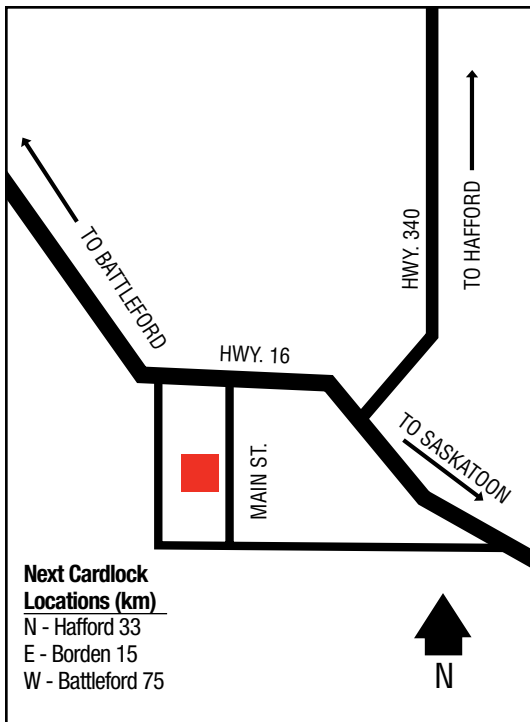 TO BATTLEFORD
HWY. 340
TO HAFFORD
HWY. 16
MAIN ST.
TO SASKATOON
Next Cardlock
Locations (km)
N - Hafford 33
E - Borden 15
W - Battleford 75
N